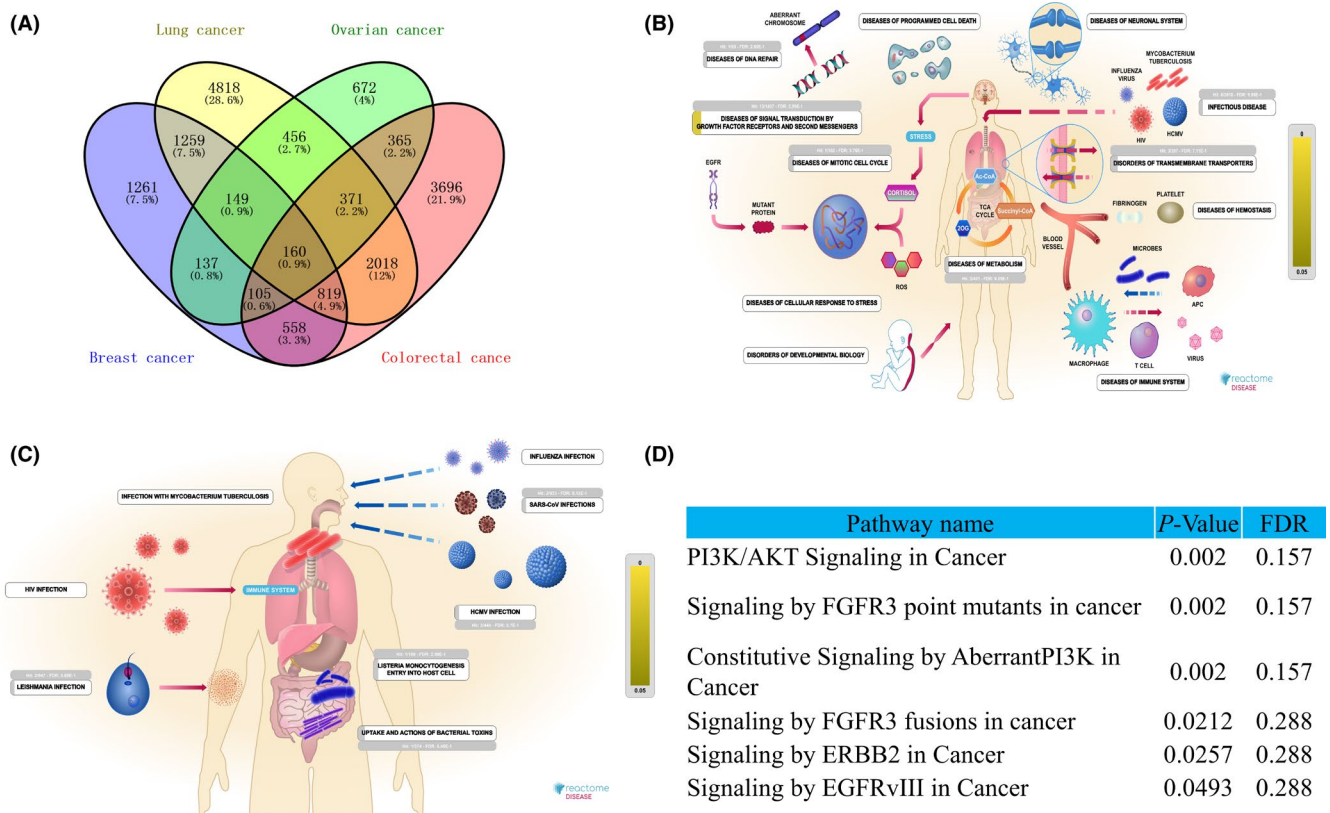 (A)
Lung cancer
Ovarian cancer
4818
(28.6%)
672
(4%)
1259
(7.5%)
456
(2.7%)
365
(2.2%)
1261
(7.5%)
149
(0.9%)
371
(2.2%)
3696
(21.9%)
137
(0.8%)
160
(0.9%)
2018
(12%)
105
(0.6%)
819
(4.9%)
558
(3.3%)
Breast cancer
Colorectal cance
(B)
ABERRANT
CHROMOSOME
DISEASES OF PROGRAMMED CELL DEATH
DISEASES OF NEURONAL SYSTEM
DISEASES OF DNA REPAIR
MYCOBACTERIUM
TUBERCULOSIS
INFLUENZA
VIRUS
INFECTIOUS DISEASE
HIV
HCMV
DISEASES OF SIGNAL TRANSDUCTION BY
GROWTH FACTOR RECEPTORS AND SECOND MESSENGERS
STRESS
DISEASES OF MITOTIC CELL CYCLE
DISORDERS OF TRANSMEMBRANE TRANSPORTERS
EGFR
Ac-CoA
CORTISOL
PLATELET
FIBRINOGEN
DISEASES OF HEMOSTASIS
MUTANT
PROTEIN
TCA
CYCLE
Succinyl-CoA
2OG
BLOOD
VESSEL
MICROBES
ROS
DISEASES OF METABOLISM
APC
DISEASES OF CELLULAR RESPONSE TO STRESS
DISORDERS OF DEVELOPMENTAL BIOLOGY
MACROPHAGE
T CELL
VIRUS
DISEASES OF IMMUNE SYSTEM
reactome
DISEASE
0
0.05
(C)
INFLUENZA INFECTION
INFECTION WITH MYCOBACTERIUM TUBERCULOSIS
SARS-CoV INFECTIONS
HIV INFECTION
IMMUNE SYSTEM
HCMV INFECTION
LISTERIA MONOCYTOGENESIS
ENTRY INTO HOST CELL
LEISHMANIA INFECTION
UPTAKE AND ACTIONS OF BACTERIAL TOXINS
reactome
DISEASE
0
0.05
(D)
Pathway name P-Value FDR
PI3K/AKT Signaling in Cancer 0.002 0.157
Signaling by FGFR3 point mutants in cancer 0.002 0.157
Constitutive Signaling by AberrantPI3K in
Cancer 0.002 0.157
Signaling by FGFR3 fusions in cancer 0.0212 0.288
Signaling by ERBB2 in Cancer 0.0257 0.288
Signaling by EGFRvIII in Cancer 0.0493 0.288